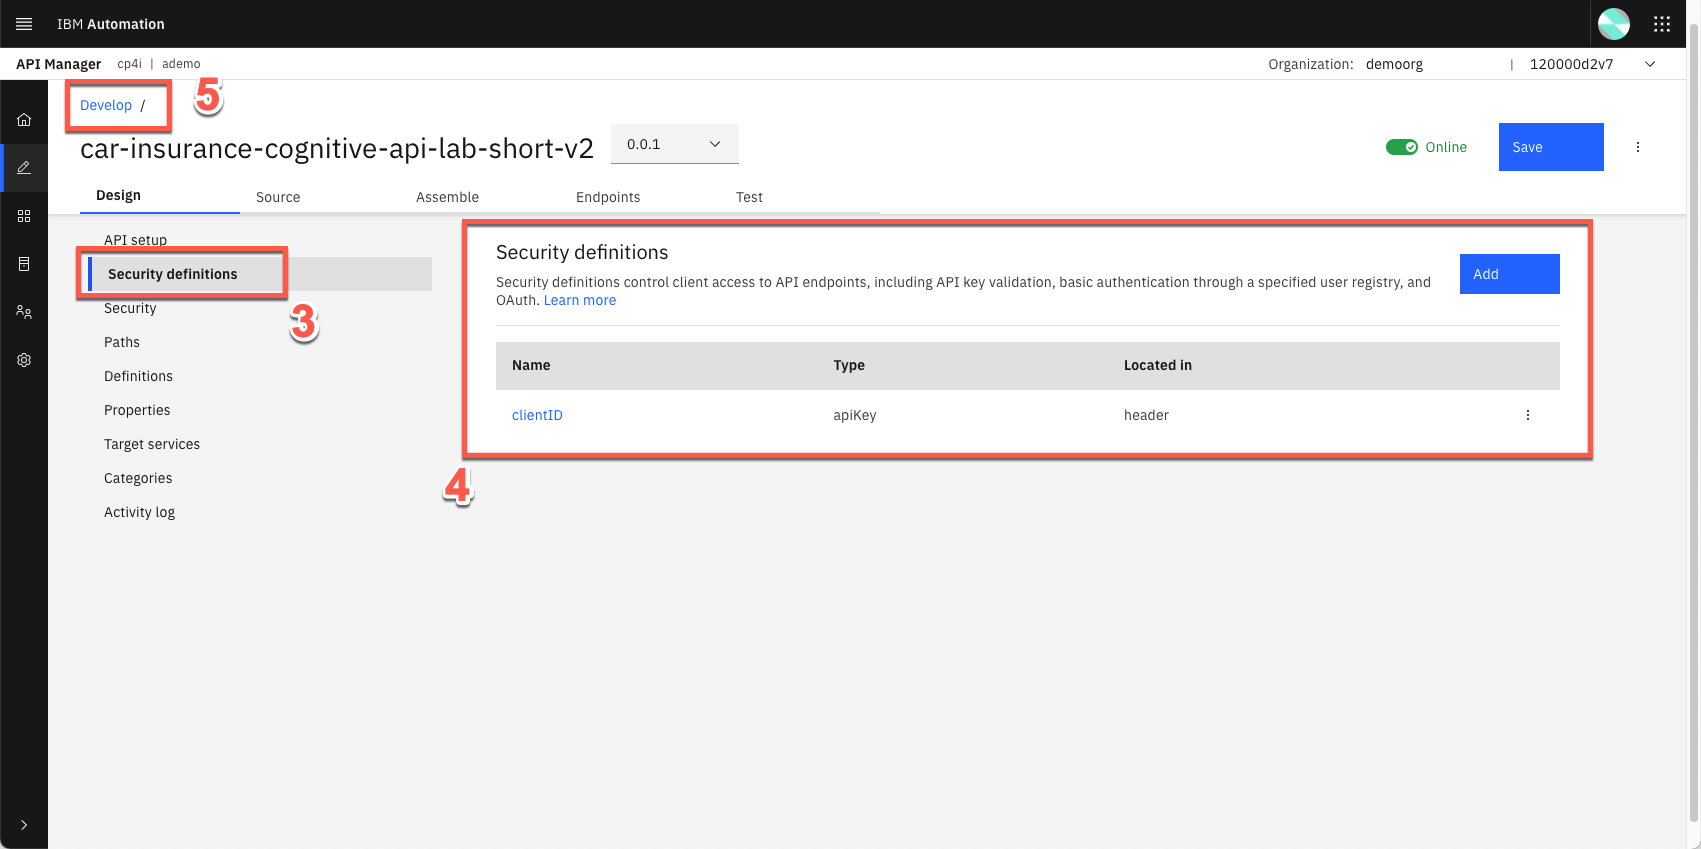 IBM Automation
API Manager cp4i | ademo Organization: demoorg | 120000d2v7
Develop / 5
car-insurance-cognitive-api-lab-short-v2 0.0.1 Online Save
Design Source Assemble Endpoints Test
API setup
Security definitions
3
Security
Paths
Definitions
Properties
Target services
Categories
Activity log
Security definitions
Security definitions control client access to API endpoints, including API key validation, basic authentication through a specified user registry, and
OAuth. Learn more
Add
Name Type Located in
clientID apiKey header
4